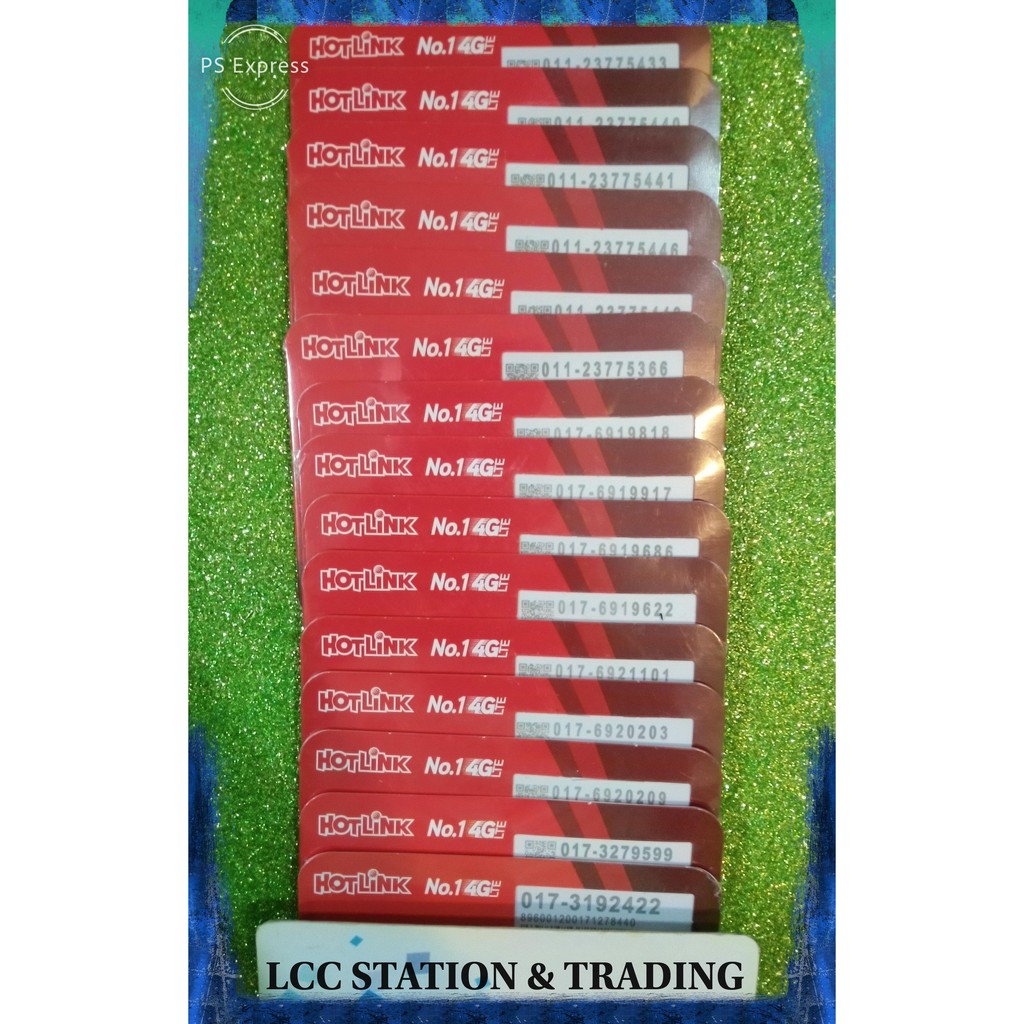 PS Express
HOTLINK No.1 4G LTE 011-23775433
HOTLINK No.1 4G LTE 011-23775440
HOTLINK No.1 4G LTE 011-23775441
HOTLINK No.1 4G LTE 011-23775446
HOTLINK No.1 4G LTE
HOTLINK No.1 4G LTE 011-23775366
HOTLINK No.1 4G LTE 017-6919818
HOTLINK No.1 4G LTE 017-6919917
HOTLINK No.1 4G LTE 017-6919686
HOTLINK No.1 4G LTE 017-6919622
HOTLINK No.1 4G LTE 017-6921101
HOTLINK No.1 4G LTE 017-6920203
HOTLINK No.1 4G LTE 017-6920209
HOTLINK No.1 4G LTE 017-3279599
HOTLINK No.1 4G LTE 017-3192422
896001200171278440
LCC STATION & TRADING